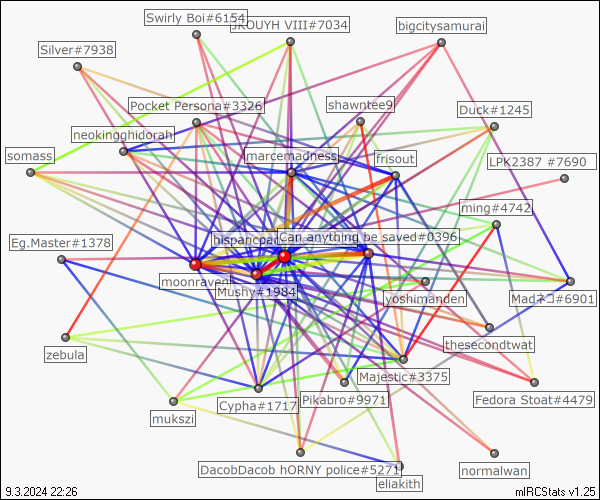 Swirly Boi#6154
JKOUYH VIII#7034
bigcitysamurai
Silver#7938
Pocket Persona#3326
shawntee9
Duck#1245
neokingghidorah
somass
marcemadness
frisout
LPK2387 #7690
ming#4742
Eg.Master#1378
hispancpa
Can anything be saved#0396
moonraven
Mushy#1984
yoshimanden
Madネコ#6901
thesecondtwat
zebula
Majestic#3375
Cypha#1717
Pikabro#9971
Fedora Stoat#4479
mukszi
DacobDacob hORNY police#5271
normalwan
eliakith
9.3.2024 22:26
mIRCStats v1.25